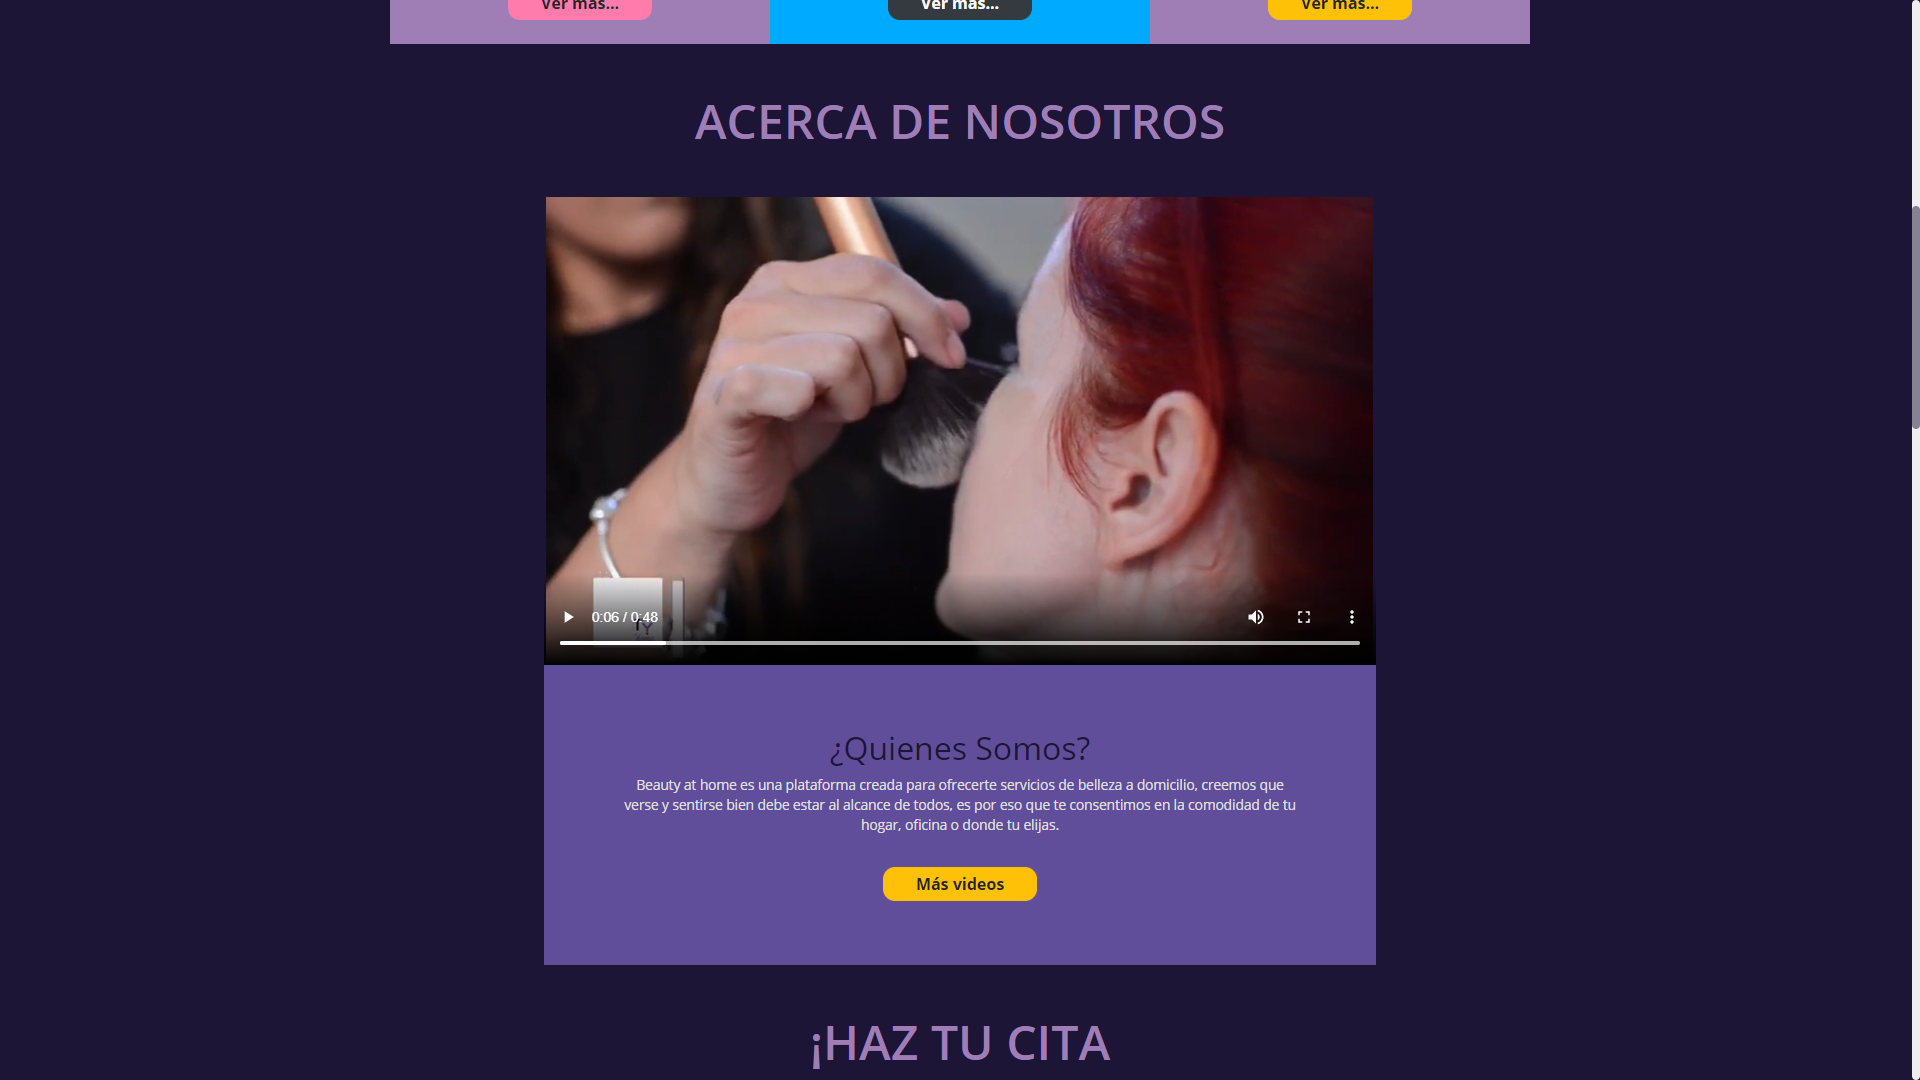 Ver más...
Ver más...
Ver más...
ACERCA DE NOSOTROS
0:06 / 0:48
¿Quienes Somos?
Beauty at home es una plataforma creada para ofrecerte servicios de belleza a domicilio, creemos que
verse y sentirse bien debe estar al alcance de todos, es por eso que te consentimos en la comodidad de tu
hogar, oficina o donde tu elijas.
Más videos
¡HAZ TU CITA